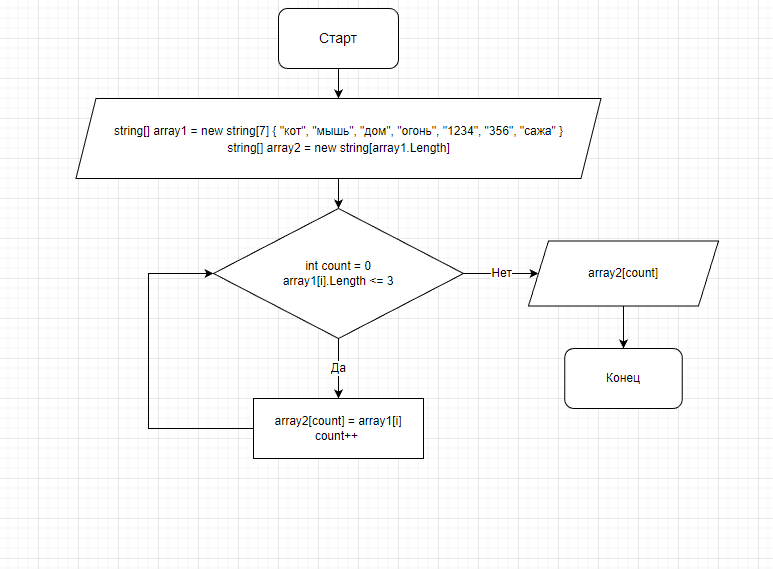 Старт
string[] array1 = new string[7] { "кот", "мышь", "дом", "огонь", "1234", "356", "сажа" }
string[] array2 = new string[array1.Length]
int count = 0
array1[i].Length <= 3
Нет
array2[count]
Да
Конец
array2[count] = array1[i]
count++